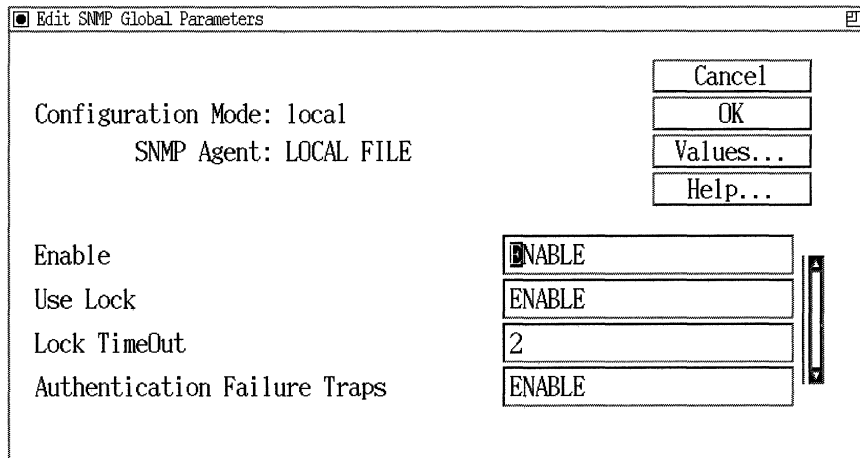 Edit SNMP Global Parameters
Cancel
Configuration Mode: local
OK
SNMP Agent: LOCAL FILE
Values...
Help...
Enable
ENABLE
Use Lock
ENABLE
Lock TimeOut
2
Authentication Failure Traps
ENABLE